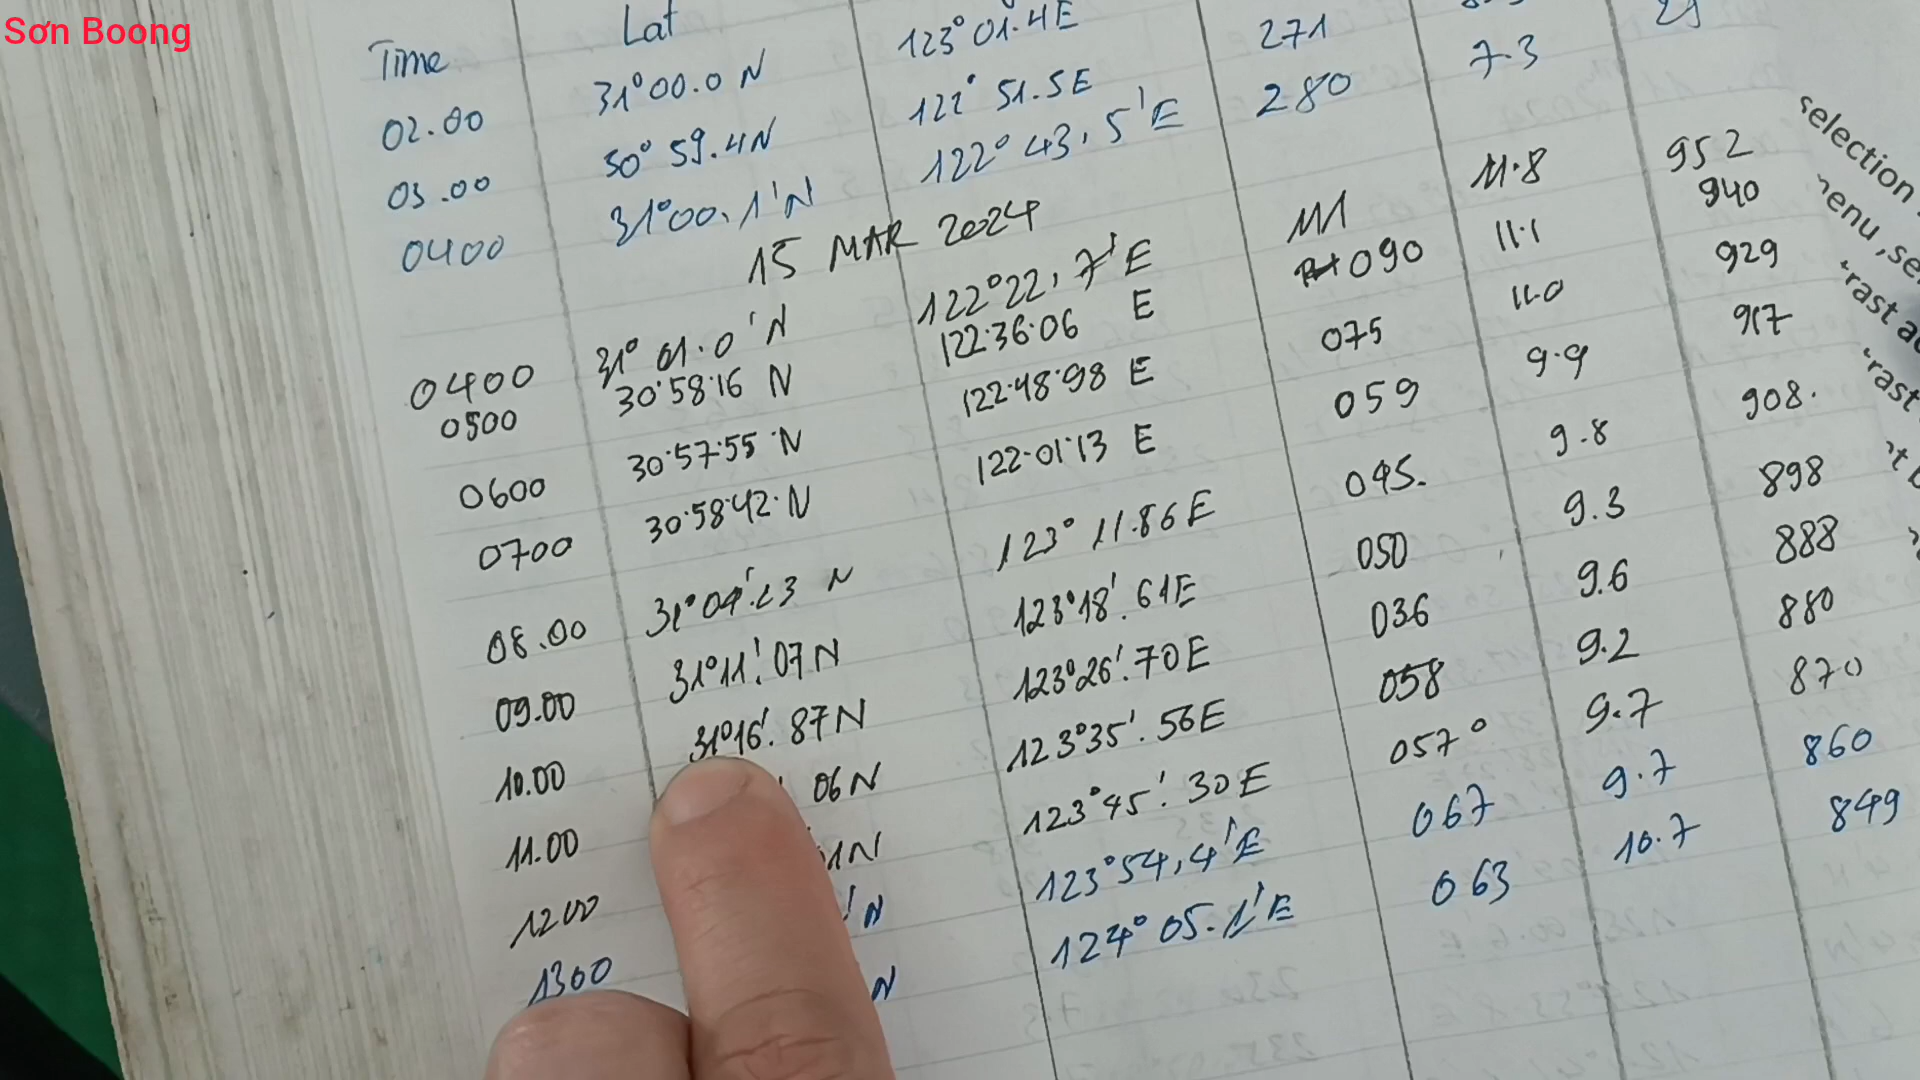 Sơn Boong
Time Lat
02.00 31°00.0 N 123°01.4E
03.00 30°59.4N 122°51.5E 271
0400 31°00.1'N 122°43,5'E 280 7.3
15 MAR 2024
0400 31°01.0'N 122°22,7'E 111 11.8 952
0500 30°58'16 N 122.36.06 E 090 11.1 940
0600 30.57.55 N 122.48.98 E 075 11.0 929
0700 30.58.42.N 122.01.13 E 059 9.9 917
08.00 31°04'.23 N 123°11.86E 045. 9.8 908.
09.00 31°11'.07N 123°18'.61E 050 9.3 898
10.00 31°16'.87N 123°26'.70E 036 9.6 888
11.00 06N 123°35'.56E 058 9.2 880
1200 1N 123°45'.30E 057° 9.7 870
1300 'N 123°54,4'E 067 9.7 860
N 124°05.1'E 063 10.7 849
selection